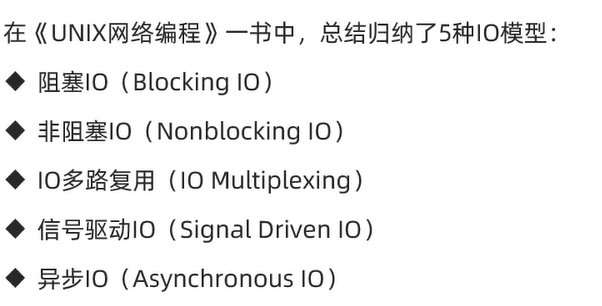 在《UNIX网络编程》一书中，总结归纳了5种IO模型：
◆ 阻塞IO（Blocking IO）
◆ 非阻塞IO（Nonblocking IO）
◆ IO多路复用（IO Multiplexing）
◆ 信号驱动IO（Signal Driven IO）
◆ 异步IO（Asynchronous IO）